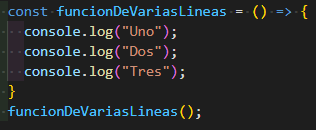 const funcionDeVariasLineas = () => {
  console.log("Uno");
  console.log("Dos");
  console.log("Tres");
}
funcionDeVariasLineas();